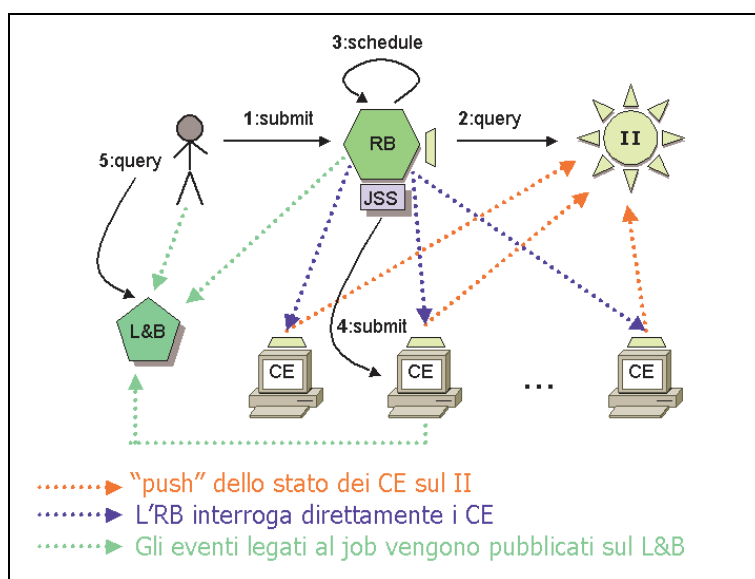 3:schedule
1:submit
RB
2:query
II
5:query
JSS
L&B
4:submit
CE
CE
...
CE
“push” dello stato dei CE sul II
L’RB interroga direttamente i CE
Gli eventi legati al job vengono pubblicati sul L&B